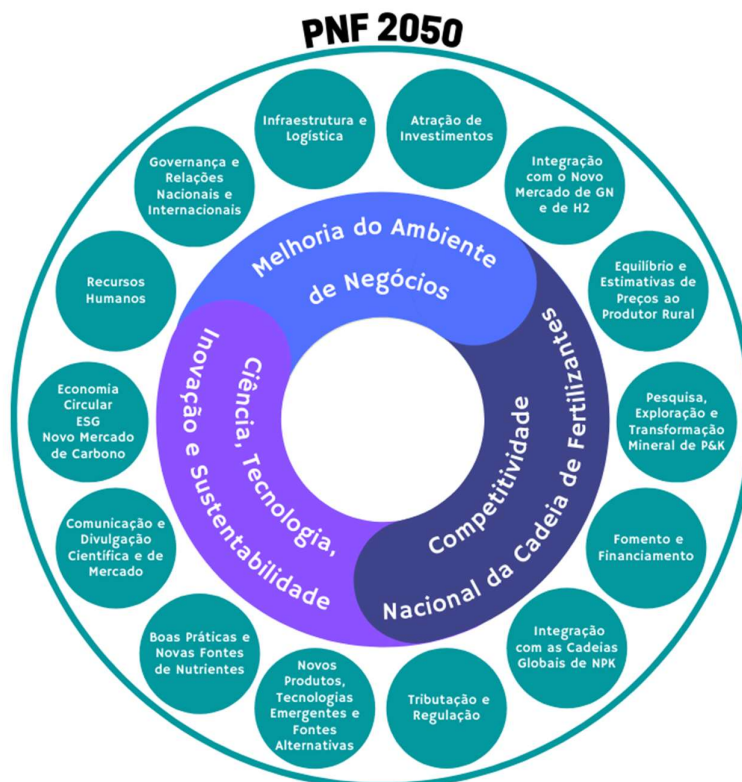 PNF 2050
Infraestrutura e
Logística
Atração de
Investimentos
Integração
com o Novo
Mercado de GN
e de H2
Equilíbrio e
Estimativas de
Preços ao
Produtor Rural
Pesquisa,
Exploração e
Transformação
Mineral de P&K
Fomento e
Financiamento
Integração
com as Cadeias
Globais de NPK
Tributação e
Regulação
Novos
Produtos,
Tecnologias
Emergentes e
Fontes
Alternativas
Boas Práticas e
Novas Fontes
de Nutrientes
Comunicação e
Divulgação
Científica e de
Mercado
Economia
Circular
ESG
Novo Mercado
de Carbono
Recursos
Humanos
Governança e
Relações
Nacionais e
Internacionais
Melhoria do Ambiente
de Negócios
Competitividade
Nacional da Cadeia de Fertilizantes
Ciência, Tecnologia,
Inovação e Sustentabilidade